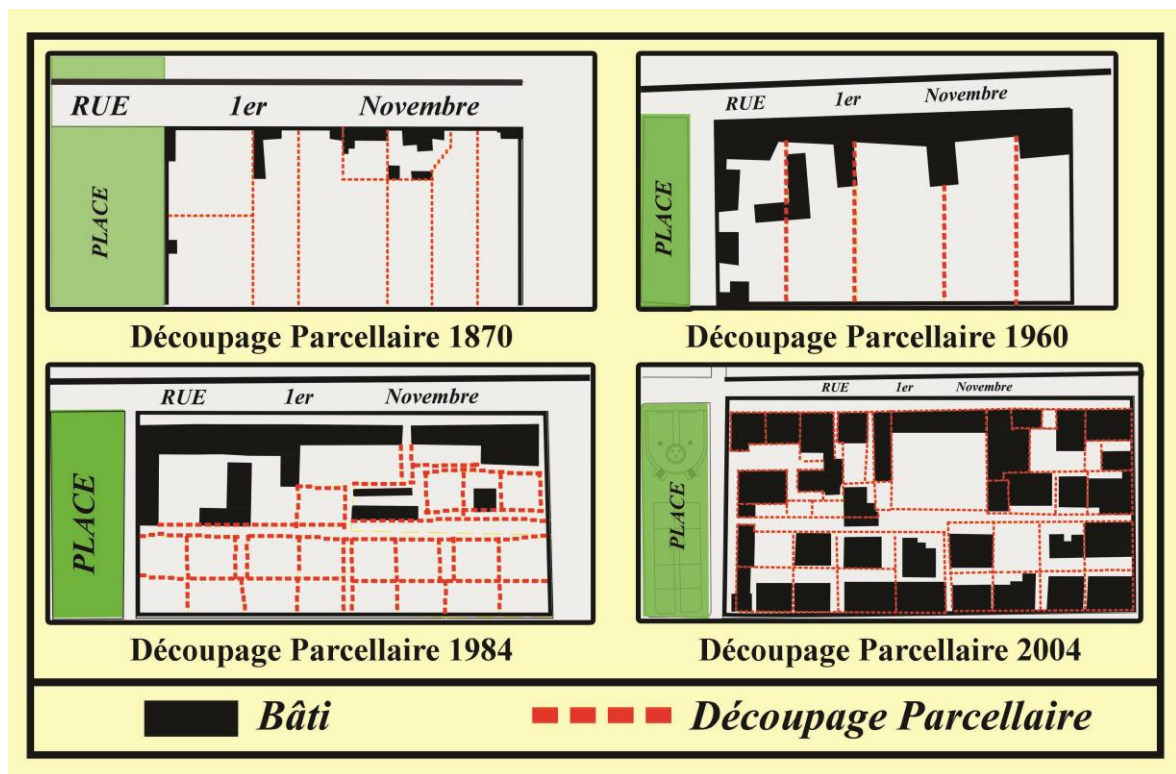 RUE 1er Novembre
PLACE
Découpage Parcellaire 1870
RUE 1er Novembre
PLACE
Découpage Parcellaire 1960
RUE 1er Novembre
PLACE
Découpage Parcellaire 1984
RUE 1er Novembre
PLACE
Découpage Parcellaire 2004
Bâti
Découpage Parcellaire